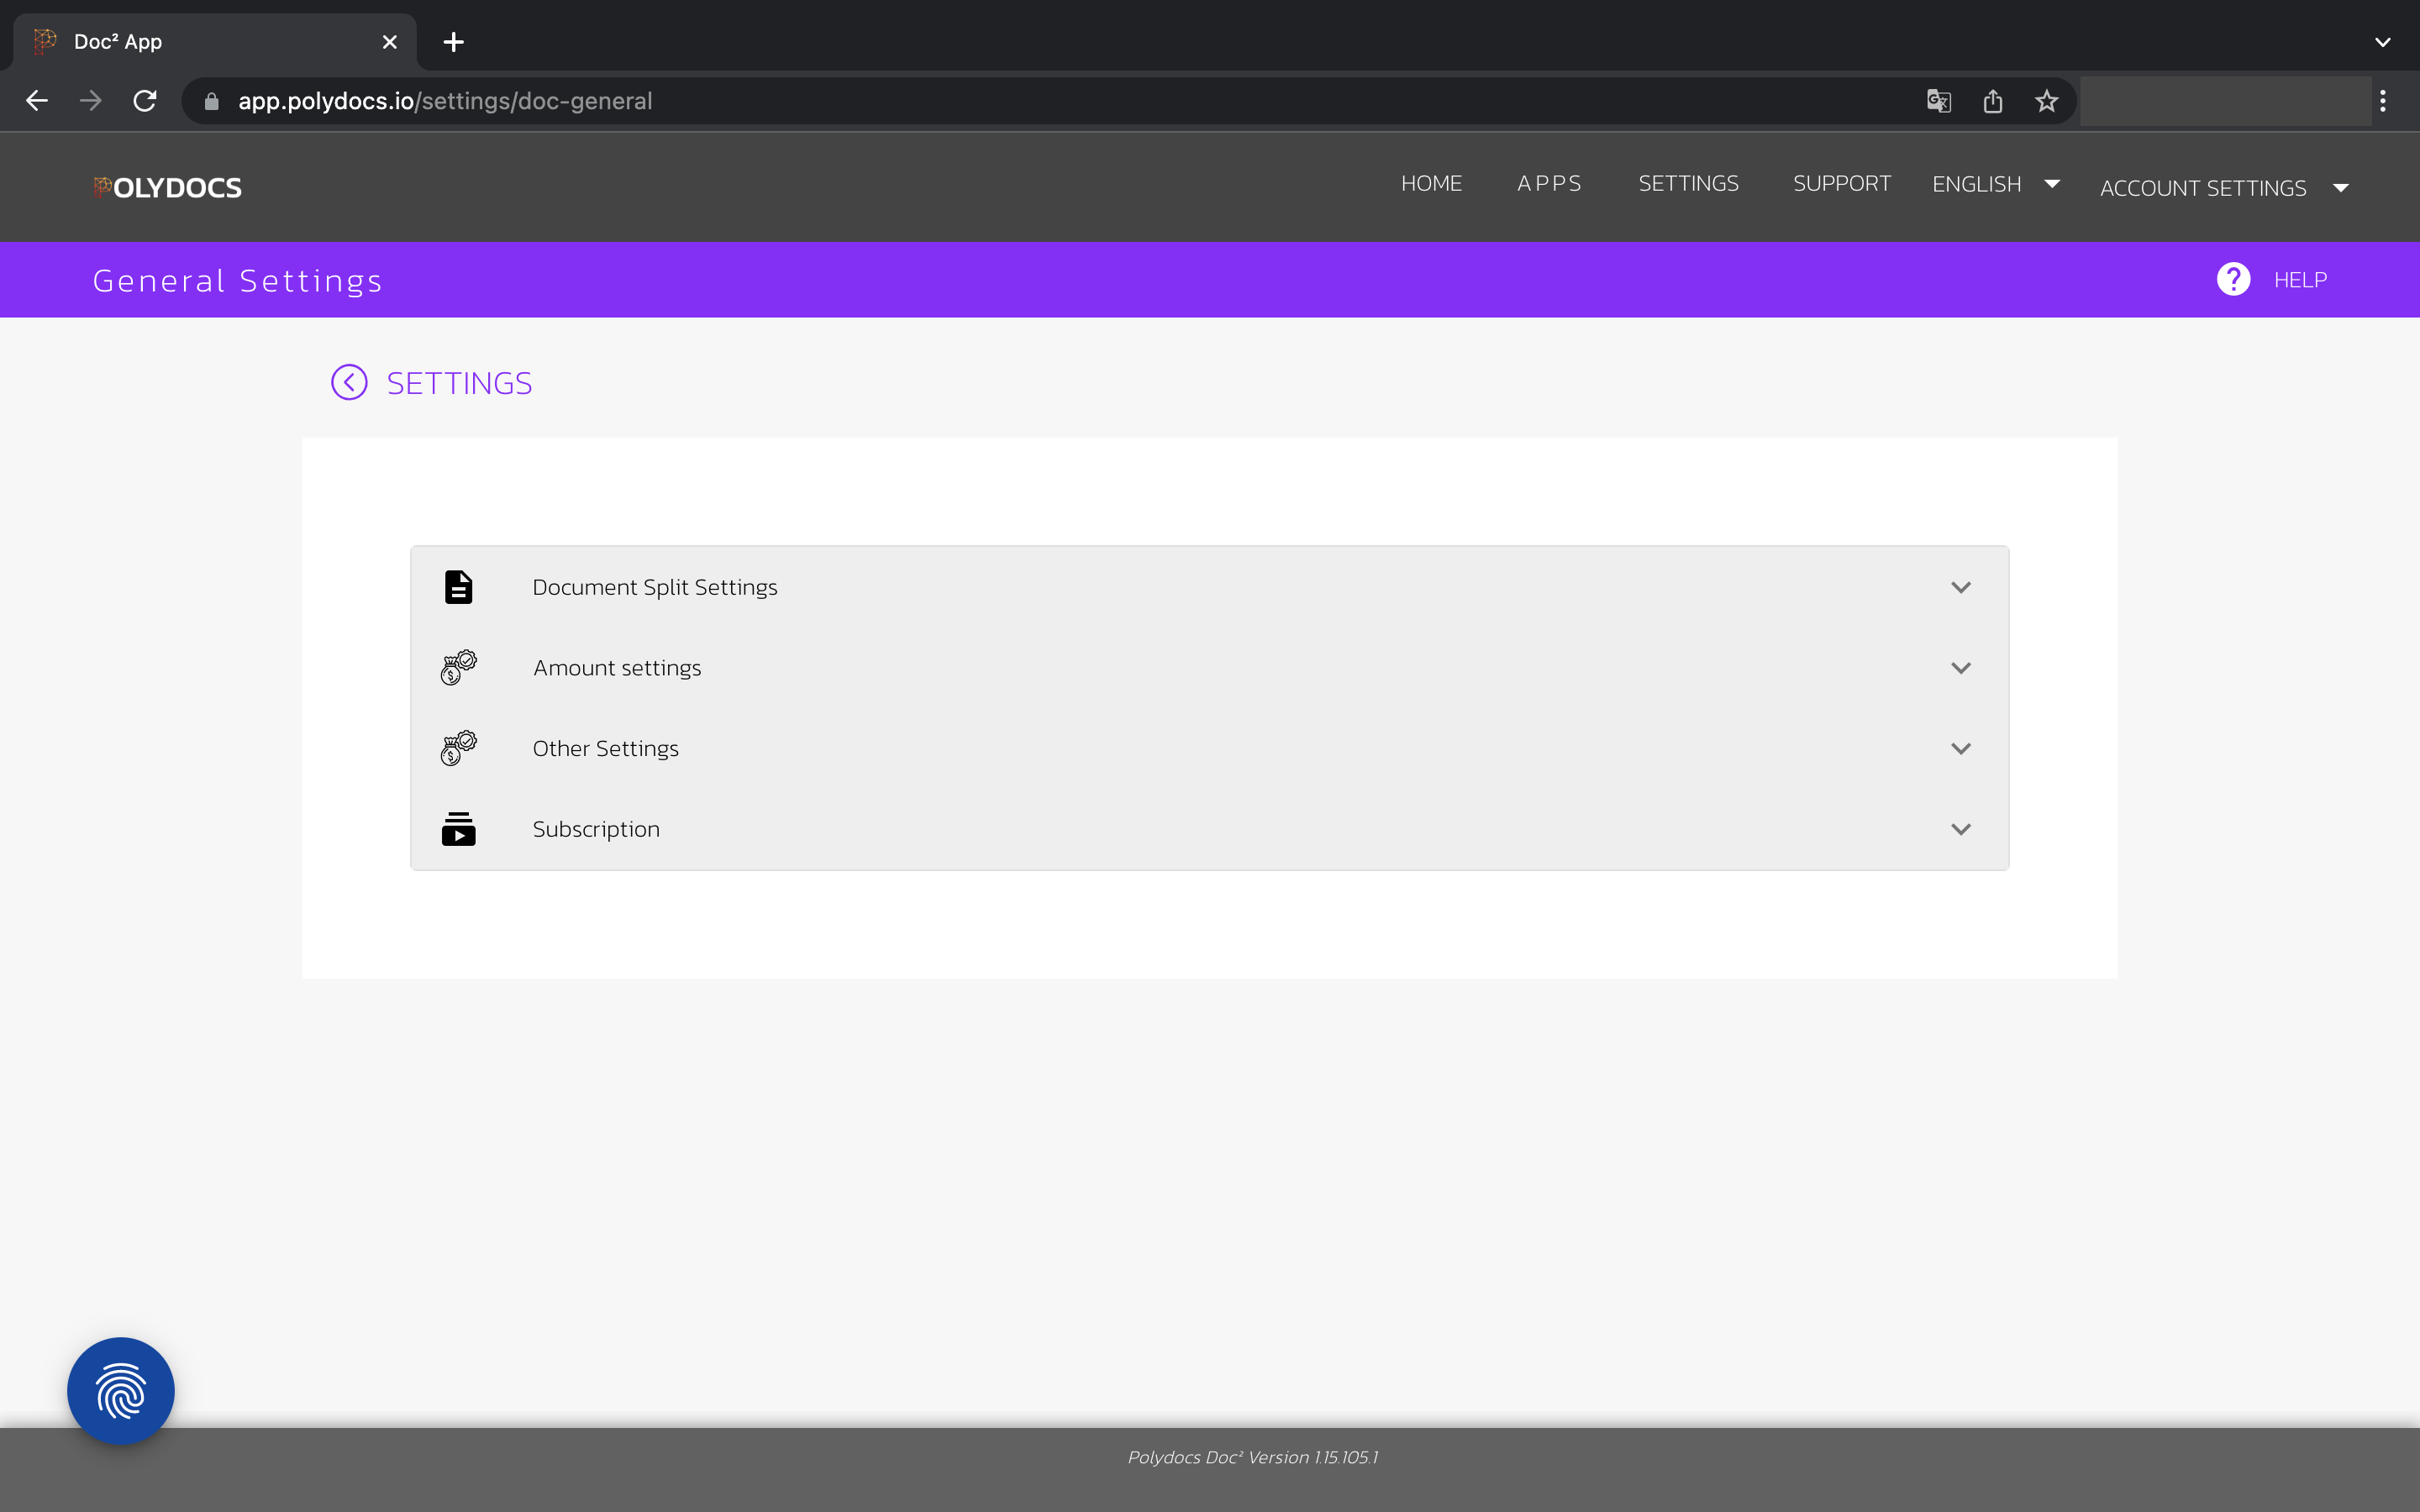 Doc² App
app.polydocs.io/settings/doc-general
POLYDOCS
HOME APPS SETTINGS SUPPORT ENGLISH ACCOUNT SETTINGS
General Settings
HELP
SETTINGS
Document Split Settings
Amount settings
Other Settings
Subscription
Polydocs Doc² Version 1.15.105.1